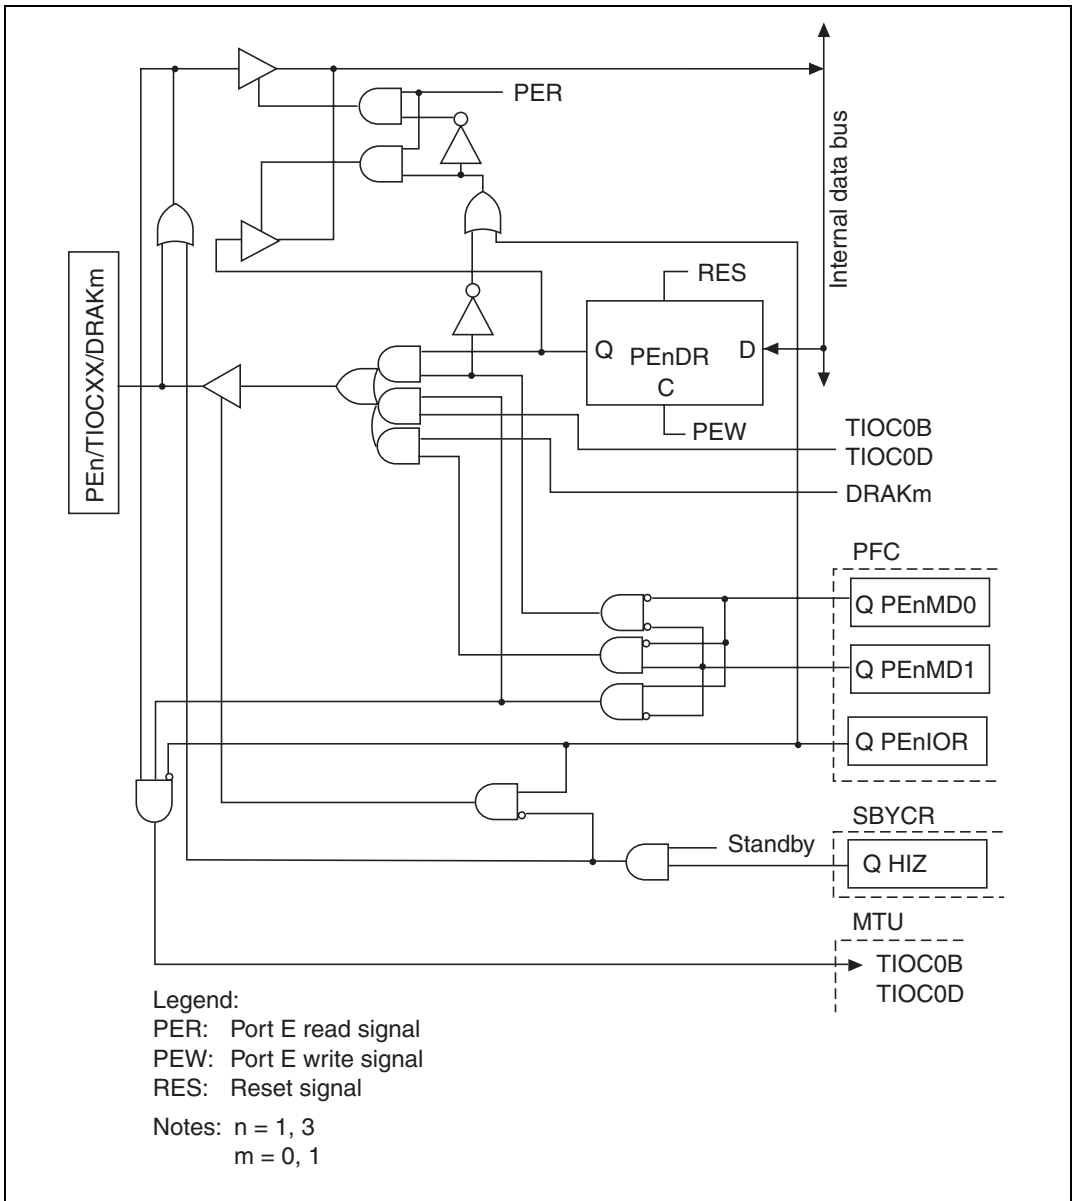 PER
Internal data bus
PEn/TIOCXX/DRAKm
RES
Q PEnDR D
C
PEW
TIOC0B
TIOC0D
DRAKm
PFC
Q PEnMD0
Q PEnMD1
Q PEnIOR
SBYCR
Standby
Q HIZ
MTU
TIOC0B
TIOC0D
Legend:
PER: Port E read signal
PEW: Port E write signal
RES: Reset signal
Notes: n = 1, 3
m = 0, 1